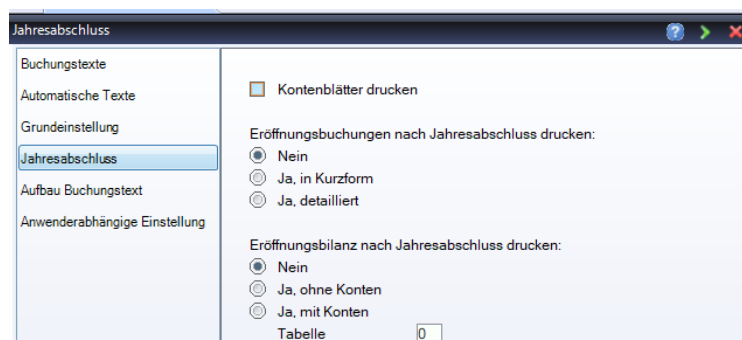 Jahresabschluss
Buchungstexte
Automatische Texte
Grundeinstellung
Jahresabschluss
Aufbau Buchungstext
Anwenderabhängige Einstellung
Kontenblätter drucken
Eröffnungsbuchungen nach Jahresabschluss drucken:
Nein
Ja, in Kurzform
Ja, detailliert
Eröffnungsbilanz nach Jahresabschluss drucken:
Nein
Ja, ohne Konten
Ja, mit Konten
Tabelle 0